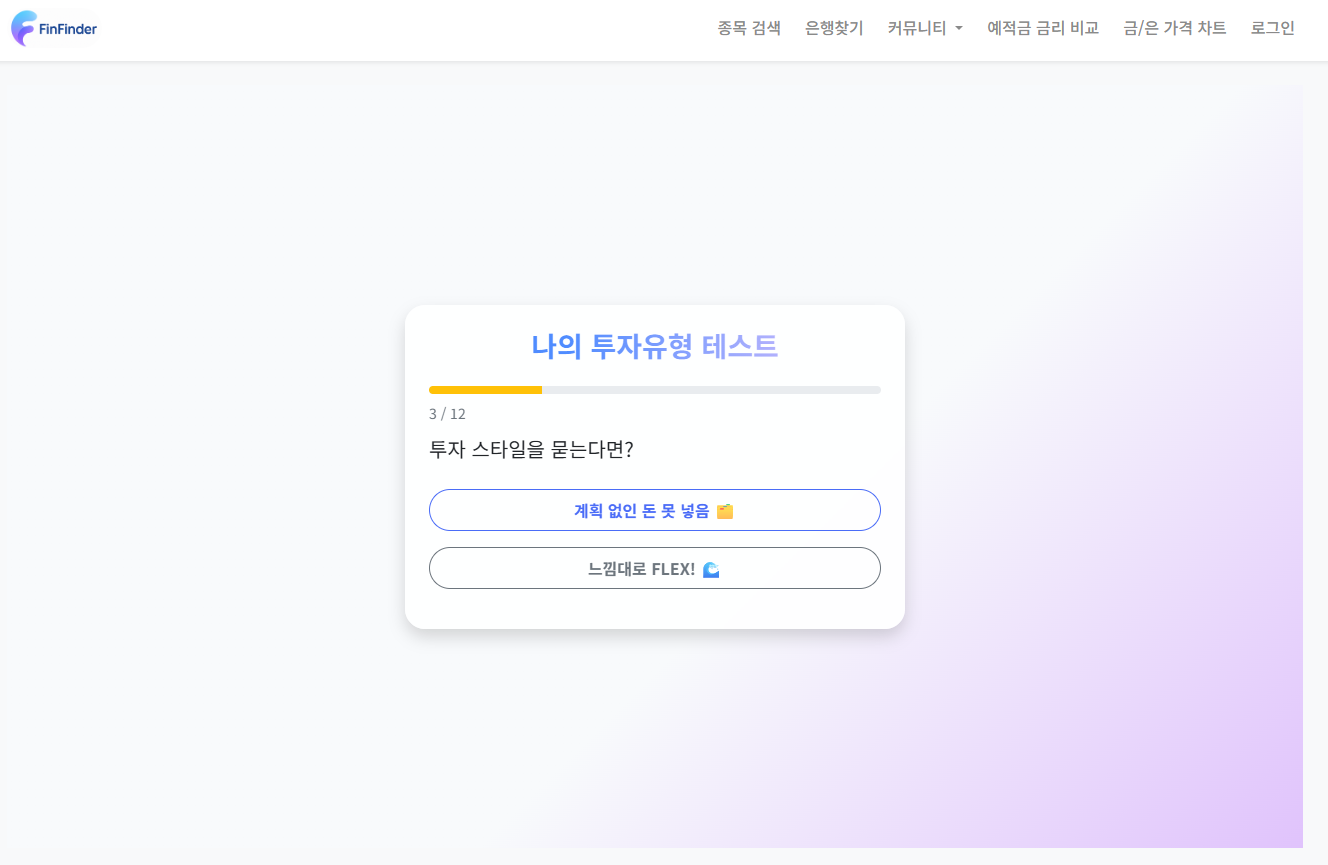 FinFinder
종목 검색
은행찾기
커뮤니티
예적금 금리 비교
금/은 가격 차트
로그인
나의 투자유형 테스트
3 / 12
투자 스타일을 묻는다면?
계획 없인 돈 못 넣음 🗂️
느낌대로 FLEX! 🌊